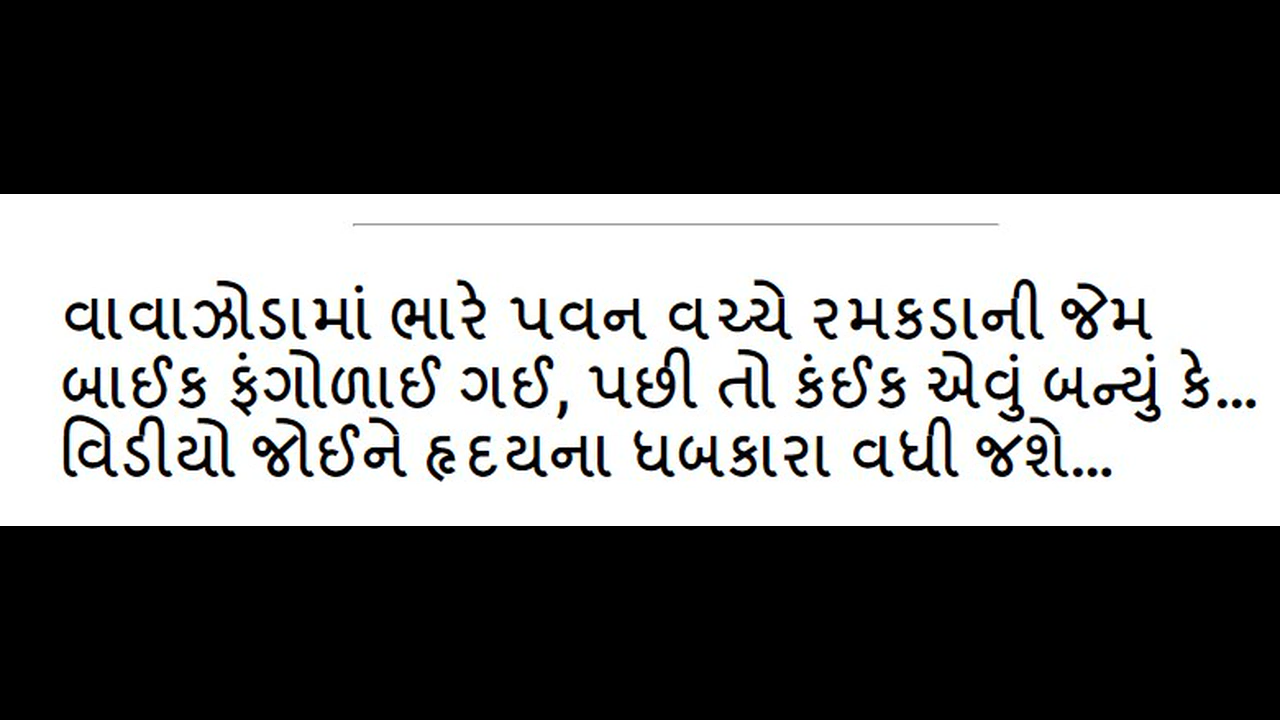 વાવાઝોડામાં ભારે પવન વચ્ચે રમકડાની જેમ
બાઈક ફંગોળાઈ ગઈ, પછી તો કંઈક એવું બન્યું કે...
વિડીયો જોઈને હૃદયના ધબકારા વધી જશે...